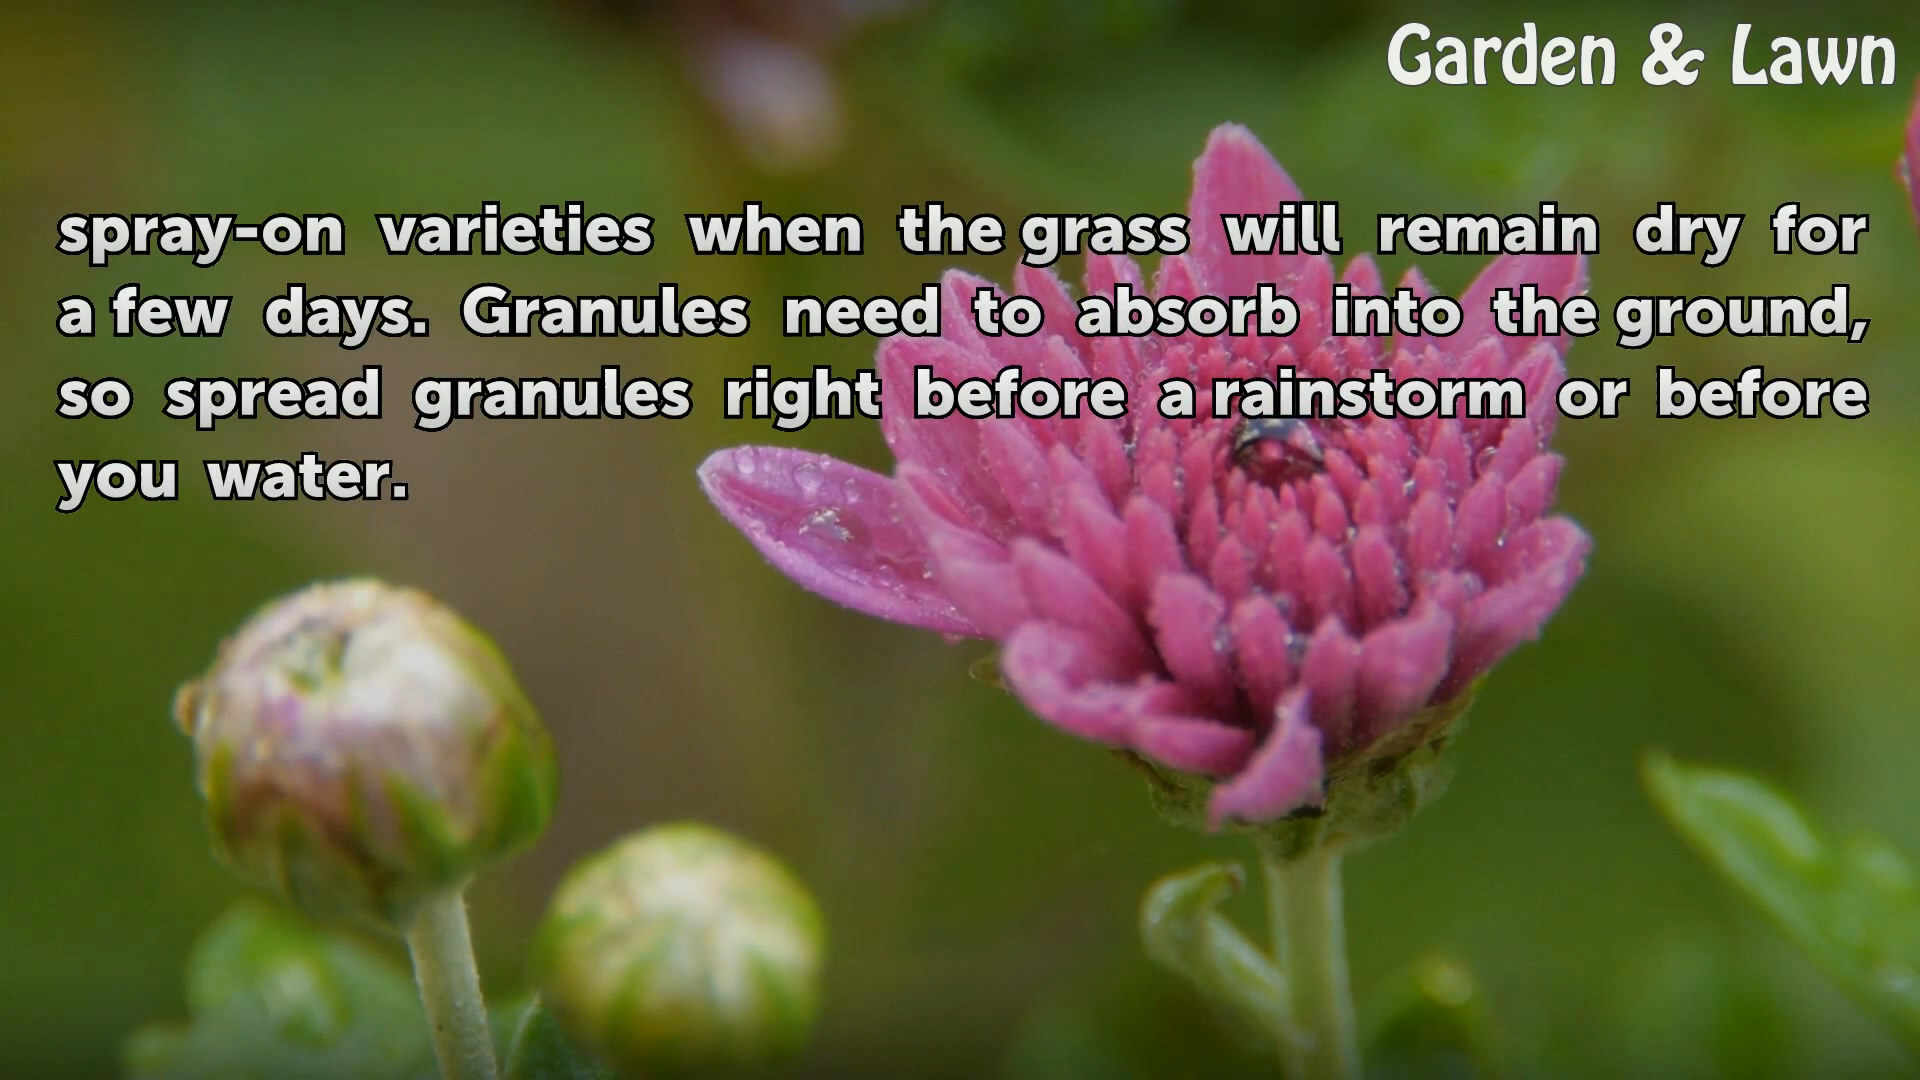 Garden & Lawn
spray-on varieties when the grass will remain dry for
a few days. Granules need to absorb into the ground,
so spread granules right before a rainstorm or before
you water.